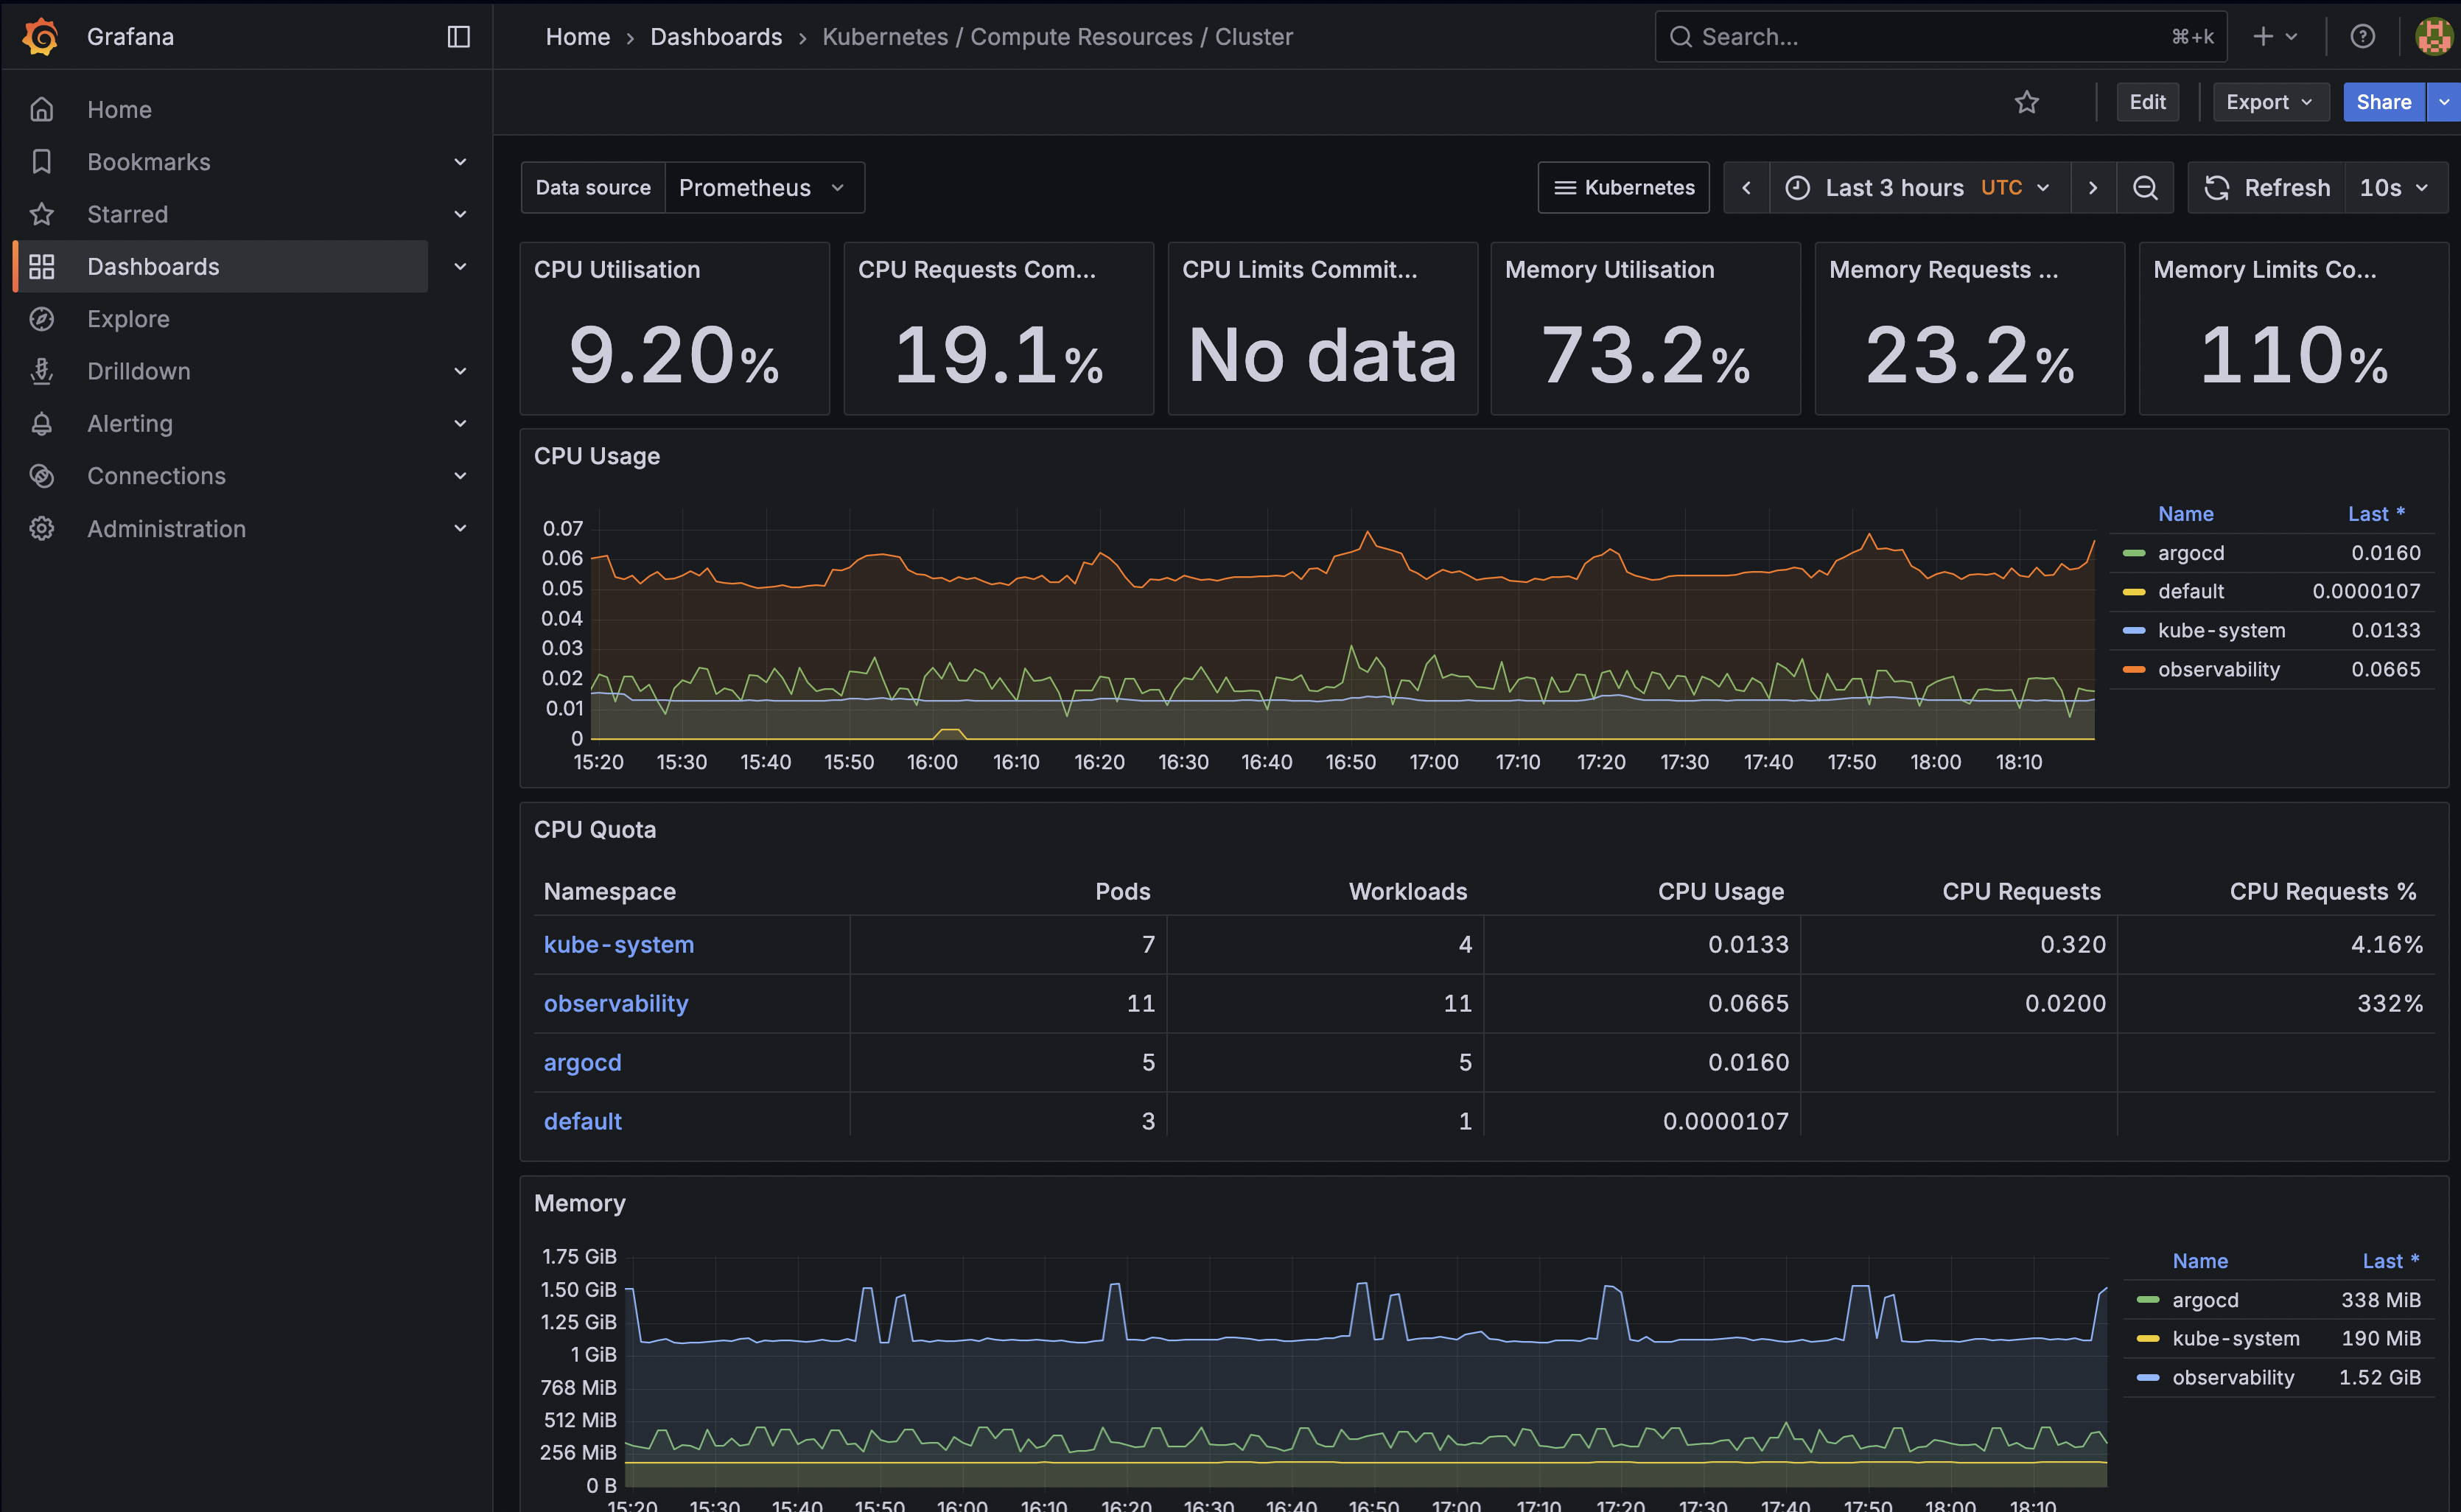 Grafana
Home › Dashboards › Kubernetes / Compute Resources / Cluster
Search...
⌘+k
Edit
Export
Share
Home
Bookmarks
Starred
Dashboards
Explore
Drilldown
Alerting
Connections
Administration
Data source
Prometheus
Kubernetes
Last 3 hours UTC
Refresh
10s
CPU Utilisation
9.20%
CPU Requests Com...
19.1%
CPU Limits Commit...
No data
Memory Utilisation
73.2%
Memory Requests ...
23.2%
Memory Limits Co...
110%
CPU Usage
0.07
0.06
0.05
0.04
0.03
0.02
0.01
0
15:20 15:30 15:40 15:50 16:00 16:10 16:20 16:30 16:40 16:50 17:00 17:10 17:20 17:30 17:40 17:50 18:00 18:10
Name Last *
argocd 0.0160
default 0.0000107
kube-system 0.0133
observability 0.0665
CPU Quota
Namespace Pods Workloads CPU Usage CPU Requests CPU Requests %
kube-system 7 4 0.0133 0.320 4.16%
observability 11 11 0.0665 0.0200 332%
argocd 5 5 0.0160
default 3 1 0.0000107
Memory
1.75 GiB
1.50 GiB
1.25 GiB
1 GiB
768 MiB
512 MiB
256 MiB
0 B
15:20 15:30 15:40 15:50 16:00 16:10 16:20 16:30 16:40 16:50 17:00 17:10 17:20 17:30 17:40 17:50 18:00 18:10
Name Last *
argocd 338 MiB
kube-system 190 MiB
observability 1.52 GiB